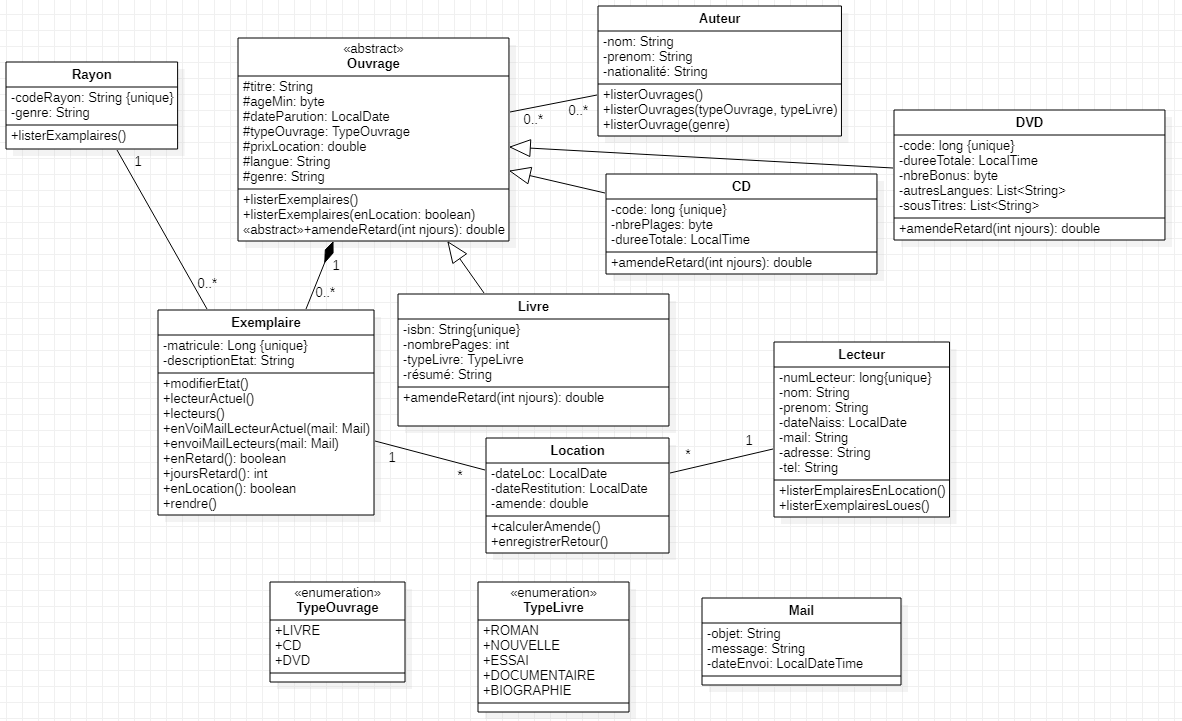 Rayon
-codeRayon: String {unique}
-genre: String
+listerExamplaires()
«abstract»
Ouvrage
#titre: String
#ageMin: byte
#dateParution: LocalDate
#typeOuvrage: TypeOuvrage
#prixLocation: double
#langue: String
#genre: String
+listerExemplaires()
+listerExemplaires(enLocation: boolean)
«abstract»+amendeRetard(int njours): double
Auteur
-nom: String
-prenom: String
-nationalité: String
+listerOuvrages()
+listerOuvrages(typeOuvrage, typeLivre)
+listerOuvrage(genre)
0..*
0..*
DVD
-code: long {unique}
-dureeTotale: LocalTime
-nbreBonus: byte
-autresLangues: List<String>
-sousTitres: List<String>
+amendeRetard(int njours): double
CD
-code: long {unique}
-nbrePlages: byte
-dureeTotale: LocalTime
+amendeRetard(int njours): double
1
0..*
1
0..*
Exemplaire
-matricule: Long {unique}
-descriptionEtat: String
+modifierEtat()
+lecteurActuel()
+lecteurs()
+enVoiMailLecteurActuel(mail: Mail)
+envoiMailLecteurs(mail: Mail)
+enRetard(): boolean
+joursRetard(): int
+enLocation(): boolean
+rendre()
Livre
-isbn: String{unique}
-nombrePages: int
-typeLivre: TypeLivre
-résumé: String
+amendeRetard(int njours): double
Lecteur
-numLecteur: long{unique}
-nom: String
-prenom: String
-dateNaiss: LocalDate
-mail: String
-adresse: String
-tel: String
+listerEmplairesEnLocation()
+listerExemplairesLoues()
1
*
Location
-dateLoc: LocalDate
-dateRestitution: LocalDate
-amende: double
+calculerAmende()
+enregistrerRetour()
*
1
«enumeration»
TypeOuvrage
+LIVRE
+CD
+DVD
«enumeration»
TypeLivre
+ROMAN
+NOUVELLE
+ESSAI
+DOCUMENTAIRE
+BIOGRAPHIE
Mail
-objet: String
-message: String
-dateEnvoi: LocalDateTime